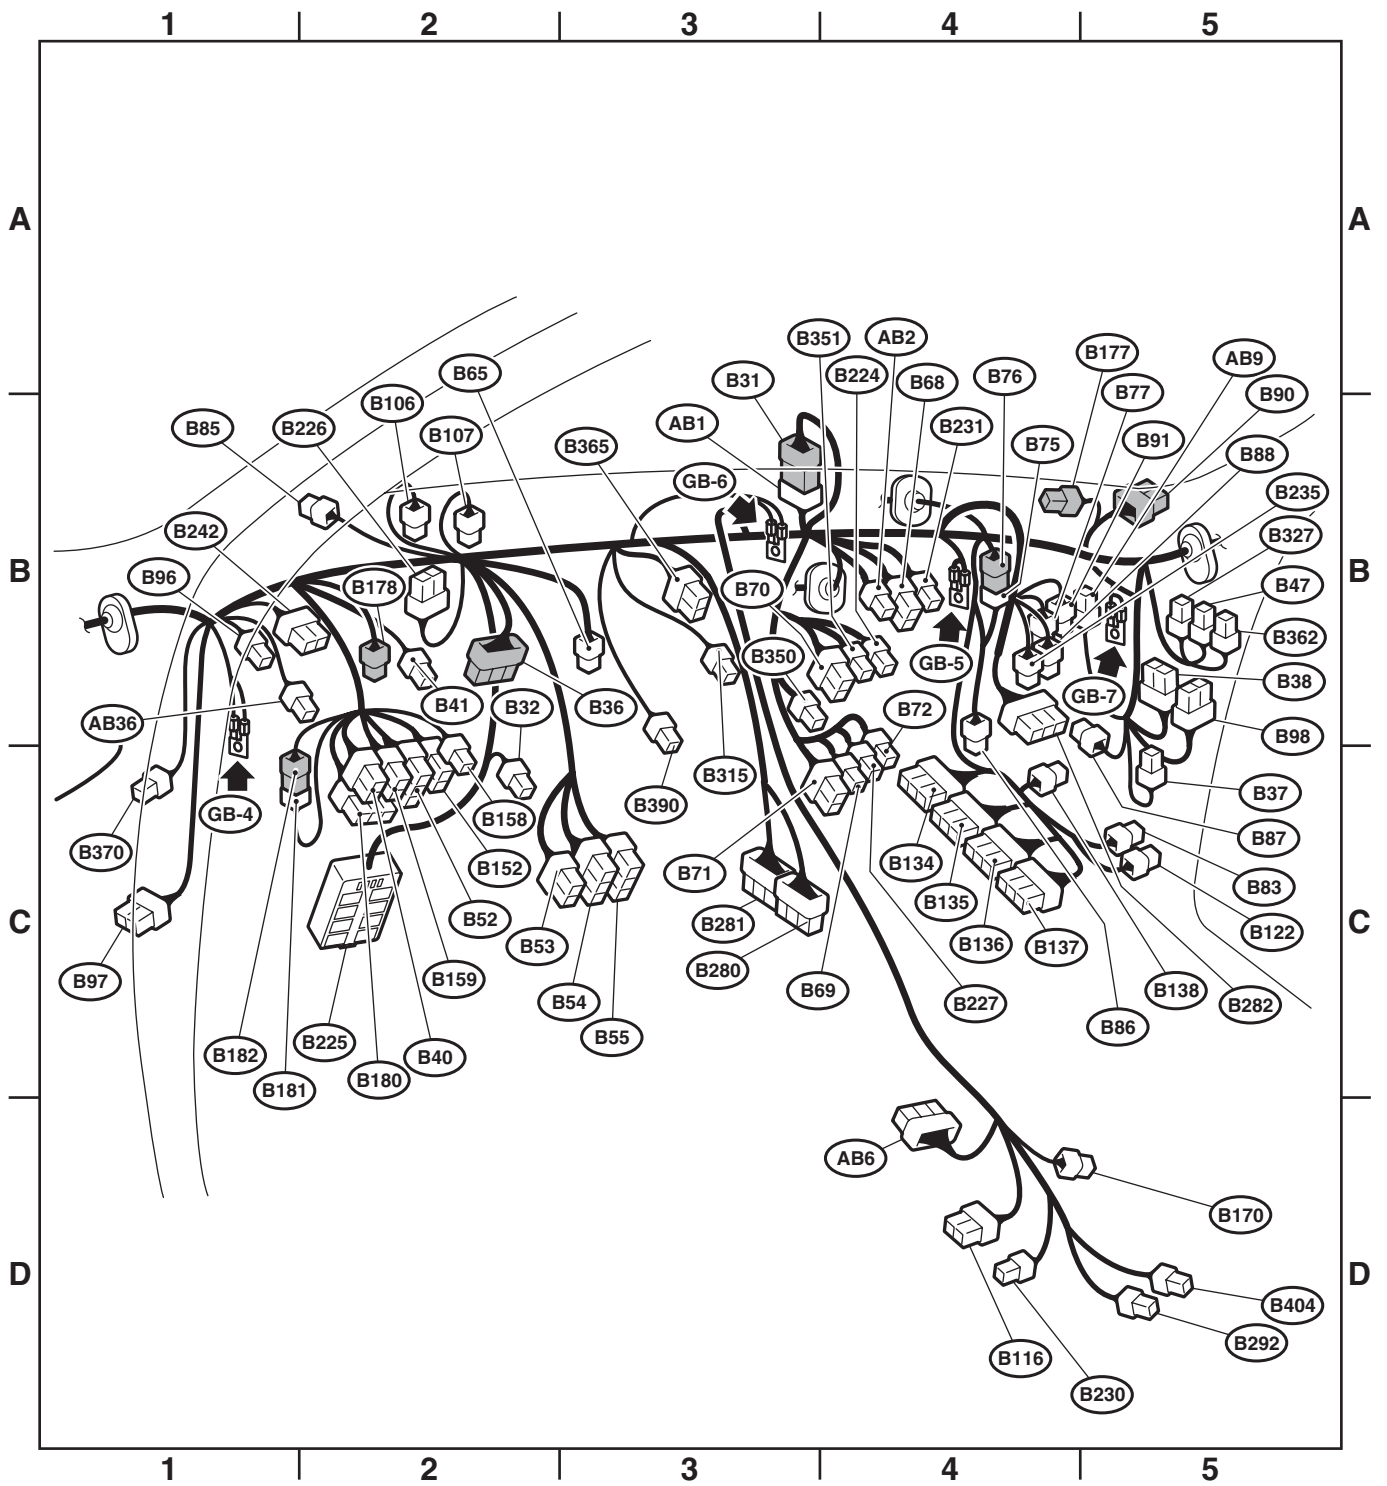 1 2 3 4 5
A A
B351 AB2 B177
B65 B31 B224 B68 B76 AB9
B106 B77 B90
B85 B226 B107 B365 AB1 B231 B75 B91 B88
GB-6 B235
B242 B327
B B
B96 B178 B70 B47
B350 GB-5 B362
AB36 B41 B32 B36 B72 GB-7 B38
B98
GB-4 B158 B390 B315 B37
B370 B152 B71 B134 B87
B52 B281 B135 B83
C C
B97 B159 B53 B280 B69 B136 B137 B122
B54 B227 B138 B282
B182 B225 B40 B55 B86
B181 B180
AB6
B170
D D
B404
B116 B292
B230
1 2 3 4 5